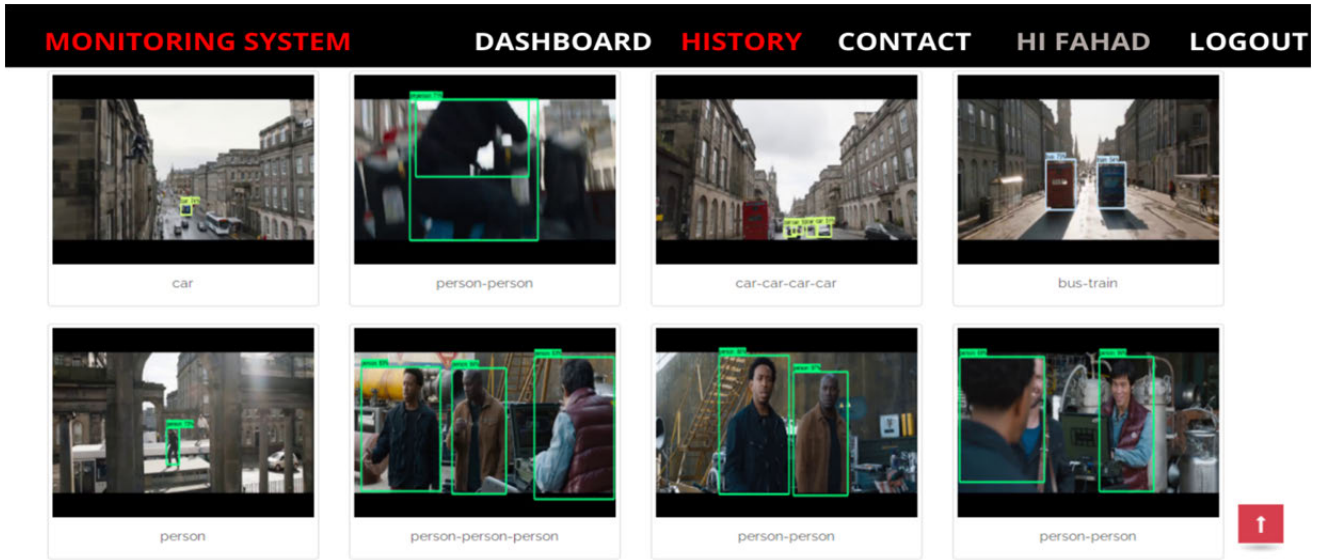 MONITORING SYSTEM DASHBOARD HISTORY CONTACT HI FAHAD LOGOUT
car person-person car-car-car-car bus-train
person person-person-person person-person person-person